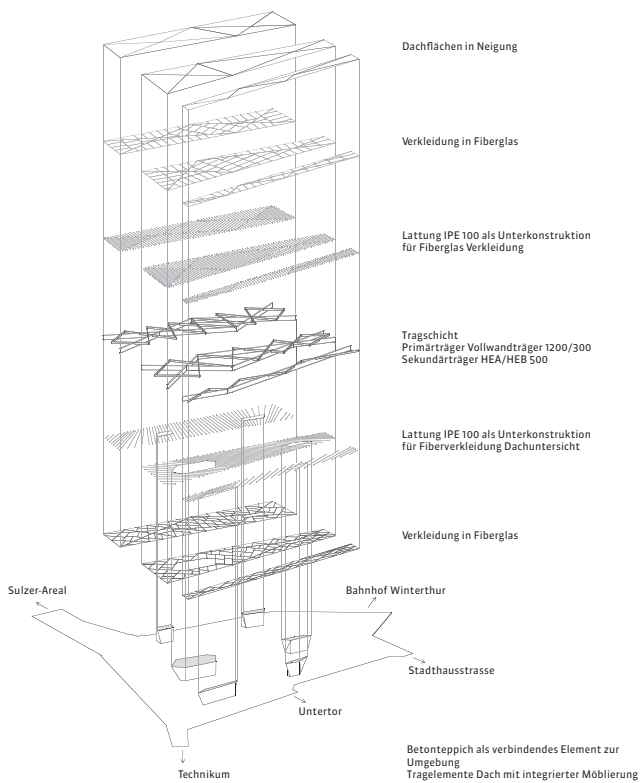 Dachflächen in Neigung
Verkleidung in Fiberglas
Lattung IPE 100 als Unterkonstruktion
für Fiberglas Verkleidung
Tragschicht
Primärträger Vollwandträger 1200/300
Sekundärträger HEA/HEB 500
Lattung IPE 100 als Unterkonstruktion
für Fiberverkleidung Dachuntersicht
Verkleidung in Fiberglas
Sulzer-Areal
Bahnhof Winterthur
Stadthausstrasse
Untertor
Technikum
Betonteppich als verbindendes Element zur
Umgebung
Tragelemente Dach mit integrierter Möblierung